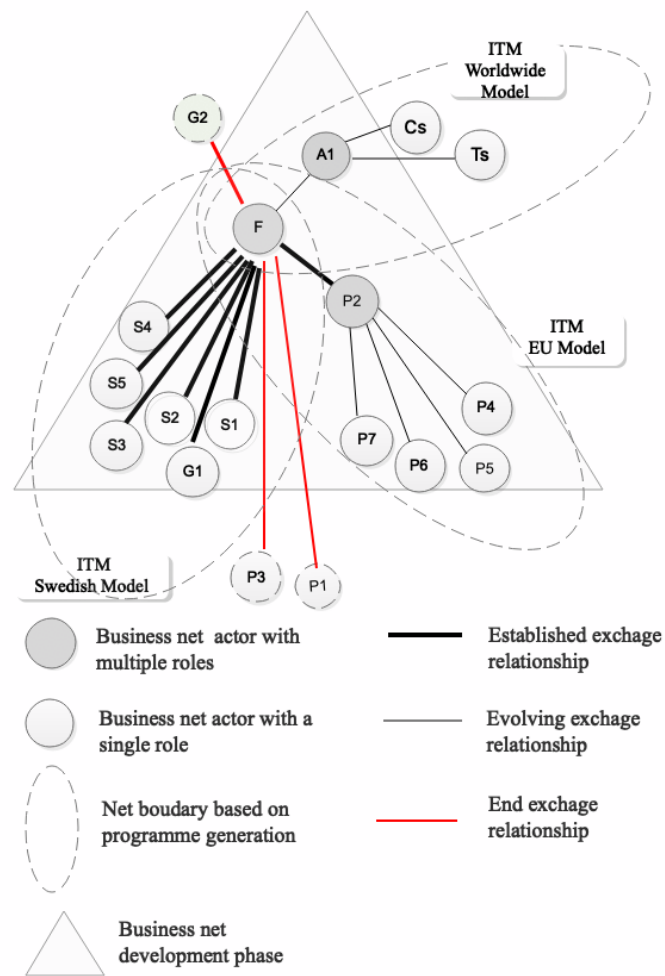 ITM
Worldwide
Model
G2
Cs
A1
Ts
F
P2
S4
ITM
EU Model
S5
S2
S1
P4
S3
P7
G1
P6
P5
ITM
Swedish Model
P3
P1
Business net actor with
multiple roles
Established exchage
relationship
Business net actor with a
single role
Evolving exchage
relationship
Net boudary based on
programme generation
End exchage
relationship
Business net
development phase